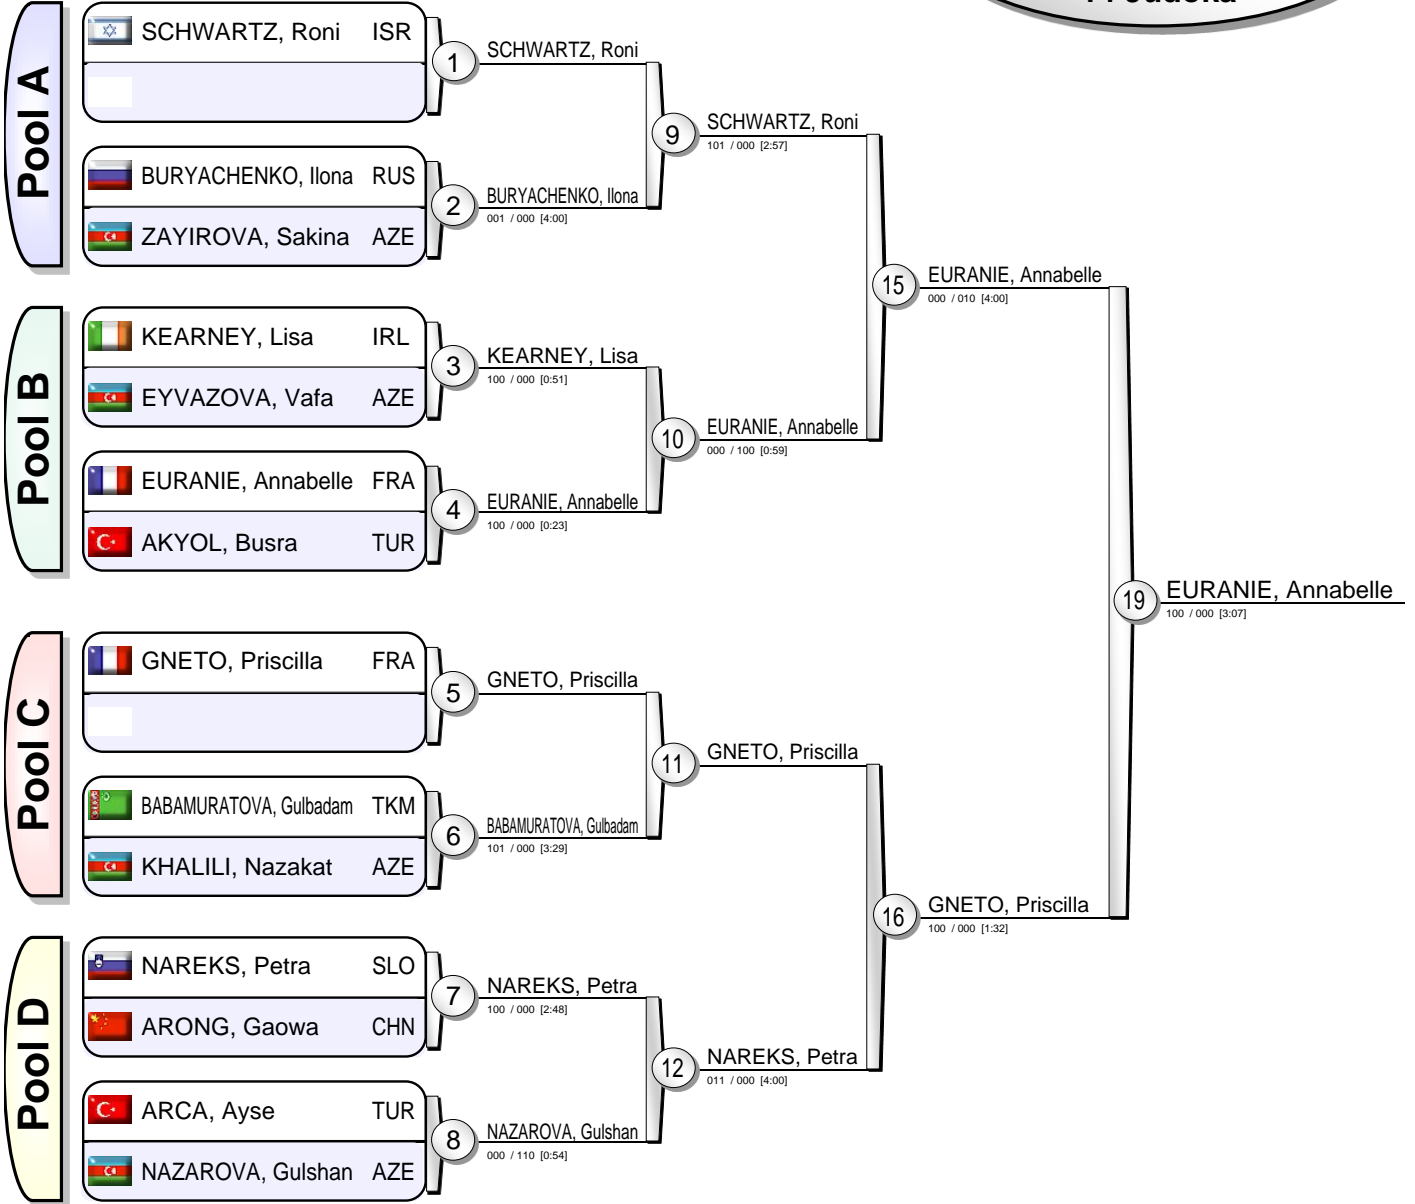 Pool A
SCHWARTZ, Roni ISR
BURYACHENKO, Ilona RUS
ZAYIROVA, Sakina AZE
Pool B
KEARNEY, Lisa IRL
EYVAZOVA, Vafa AZE
EURANIE, Annabelle FRA
AKYOL, Busra TUR
Pool C
GNETO, Priscilla FRA
BABAMURATOVA, Gulbadam TKM
KHALILI, Nazakat AZE
Pool D
NAREKS, Petra SLO
ARONG, Gaowa CHN
ARCA, Ayse TUR
NAZAROVA, Gulshan AZE
1 SCHWARTZ, Roni
2 BURYACHENKO, Ilona
001 / 000 [4:00]
3 KEARNEY, Lisa
100 / 000 [0:51]
4 EURANIE, Annabelle
100 / 000 [0:23]
5 GNETO, Priscilla
6 BABAMURATOVA, Gulbadam
101 / 000 [3:29]
7 NAREKS, Petra
100 / 000 [2:48]
8 NAZAROVA, Gulshan
000 / 110 [0:54]
9 SCHWARTZ, Roni
101 / 000 [2:57]
10 EURANIE, Annabelle
000 / 100 [0:59]
11 GNETO, Priscilla
12 NAREKS, Petra
011 / 000 [4:00]
15 EURANIE, Annabelle
000 / 010 [4:00]
16 GNETO, Priscilla
100 / 000 [1:32]
19 EURANIE, Annabelle
100 / 000 [3:07]